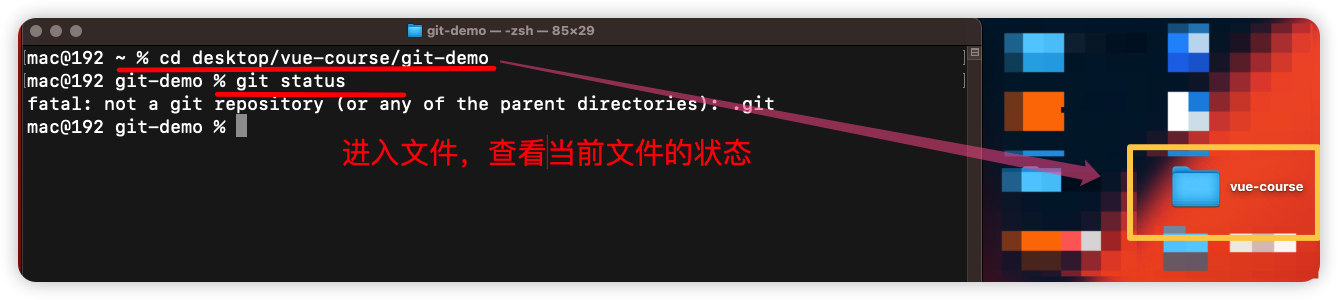 git-demo — -zsh — 85×29
mac@192 ~ % cd desktop/vue-course/git-demo
mac@192 git-demo % git status
fatal: not a git repository (or any of the parent directories): .git
mac@192 git-demo %
进入文件，查看当前文件的状态
vue-course